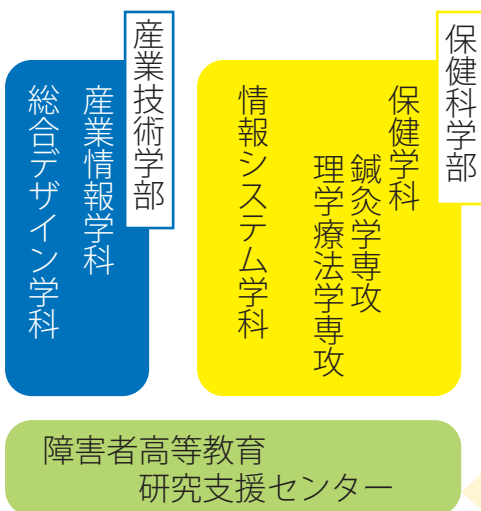 保健科学部
保健学科
鍼灸学専攻
理学療法学専攻
情報システム学科
産業技術学部
産業情報学科
総合デザイン学科
障害者高等教育
研究支援センター